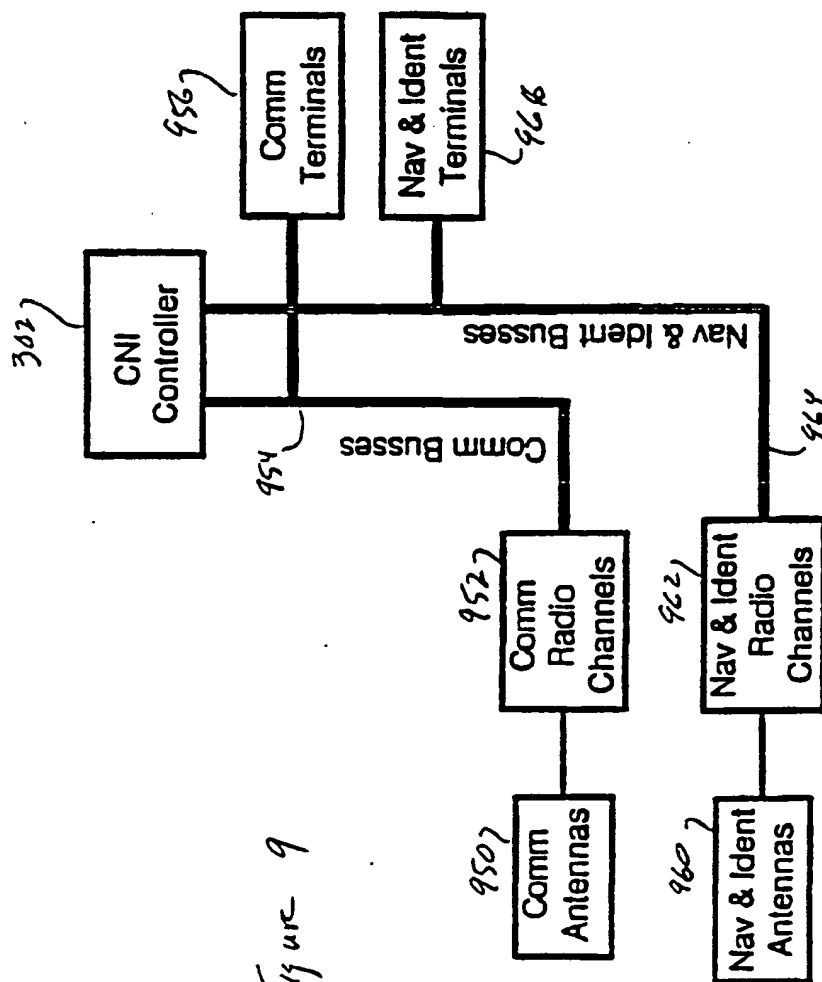 302
CNI
Controller
956
Comm
Terminals
Nav & Ident
Terminals
966
954
Comm Busses
Nav & Ident Busses
964
952
Comm
Radio
Channels
962
Nav & Ident
Radio
Channels
950
Comm
Antennas
960
Nav & Ident
Antennas
Figure 9